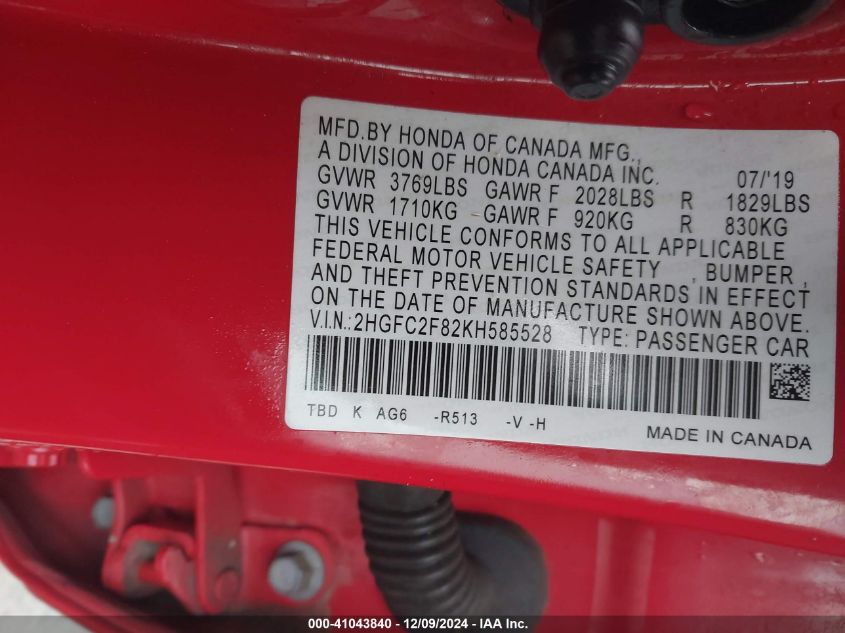 MFD.BY HONDA OF CANADA MFG.,
A DIVISION OF HONDA CANADA INC. 07/'19
GVWR 3769LBS GAWR F 2028LBS R 1829LBS
GVWR 1710KG GAWR F 920KG R 830KG
THIS VEHICLE CONFORMS TO ALL APPLICABLE
FEDERAL MOTOR VEHICLE SAFETY , BUMPER ,
AND THEFT PREVENTION STANDARDS IN EFFECT
ON THE DATE OF MANUFACTURE SHOWN ABOVE.
V.I.N.:2HGFC2F82KH585528 TYPE: PASSENGER CAR
TBD K AG6 -R513 -V -H
MADE IN CANADA
000-41043840 / 12/09/2024 - IAA Inc.